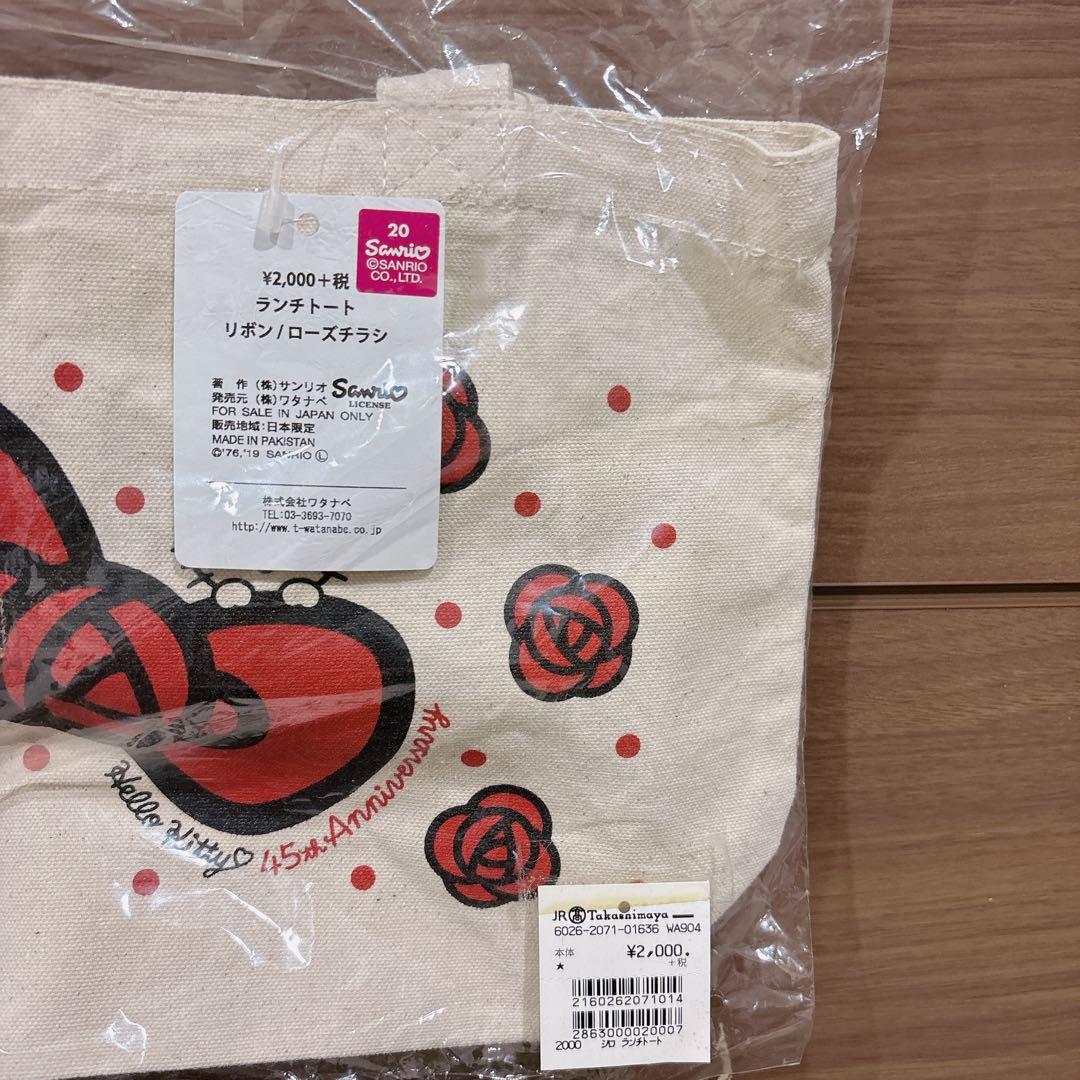 20
Sanrio
©SANRIO
CO.,LTD.
¥2,000+税
ランチトート
リボン/ローズチラシ
著 作 (株)サンリオ
発売元 (株)ワタナベ
Sanrio
LICENSE
FOR SALE IN JAPAN ONLY
販売地域:日本限定
MADE IN PAKISTAN
©'76,'19 SANRIO Ⓛ
株式会社ワタナベ
TEL:03-3693-7070
http://www.t-watanabe.co.jp
Hello Kitty♡ 45th Anniversary
JR 髙 Takashimaya
6026-2071-01636 WA904
本体 ¥2,000.
★ +税
2160262071014
2863000020007
2000 シロ ランチトート